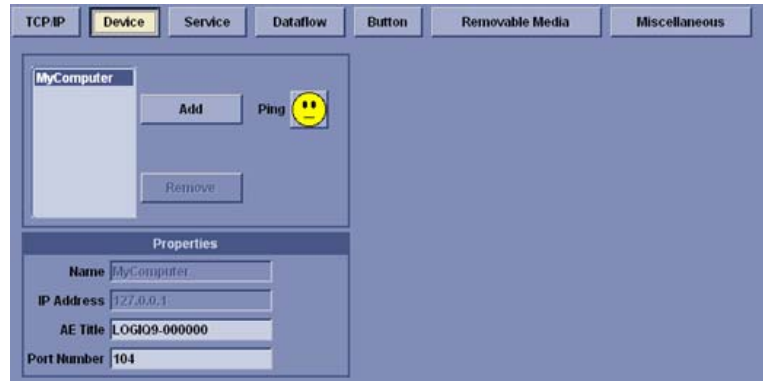 TCP/IP Device Service Dataflow Button Removable Media Miscellaneous
MyComputer
Add Ping
Remove
Properties
Name MyComputer
IP Address 127.0.0.1
AE Title LOGIQ9-000000
Port Number 104